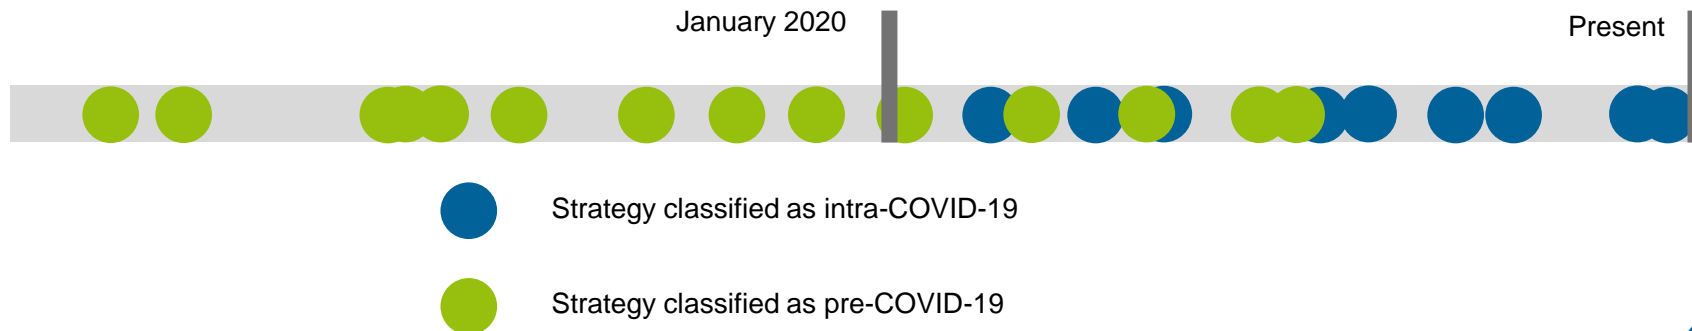 January 2020
Present
Strategy classified as intra-COVID-19
Strategy classified as pre-COVID-19